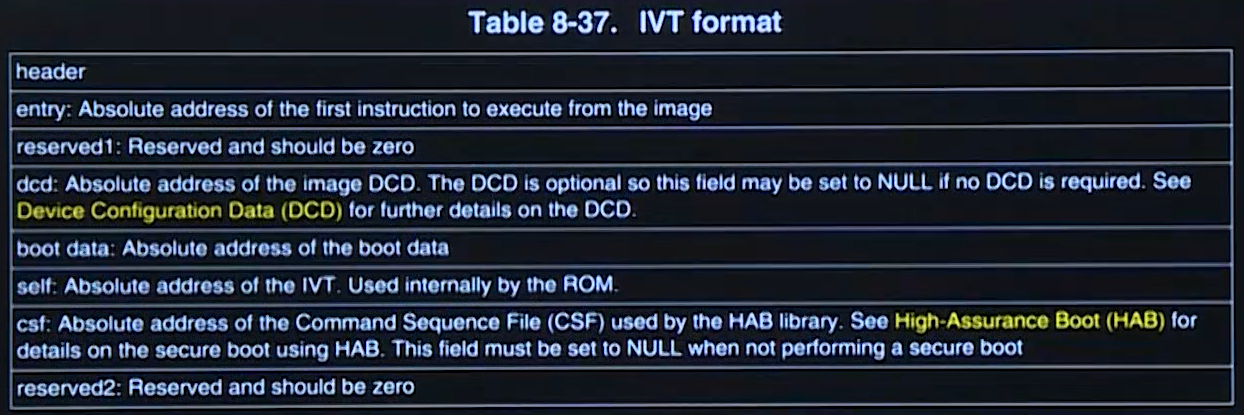 Table 8-37. IVT format
header
entry: Absolute address of the first instruction to execute from the image
reserved1: Reserved and should be zero
dcd: Absolute address of the image DCD. The DCD is optional so this field may be set to NULL if no DCD is required. See
Device Configuration Data (DCD) for further details on the DCD.
boot data: Absolute address of the boot data
self: Absolute address of the IVT. Used internally by the ROM.
csf: Absolute address of the Command Sequence File (CSF) used by the HAB library. See High-Assurance Boot (HAB) for
details on the secure boot using HAB. This field must be set to NULL when not performing a secure boot
reserved2: Reserved and should be zero